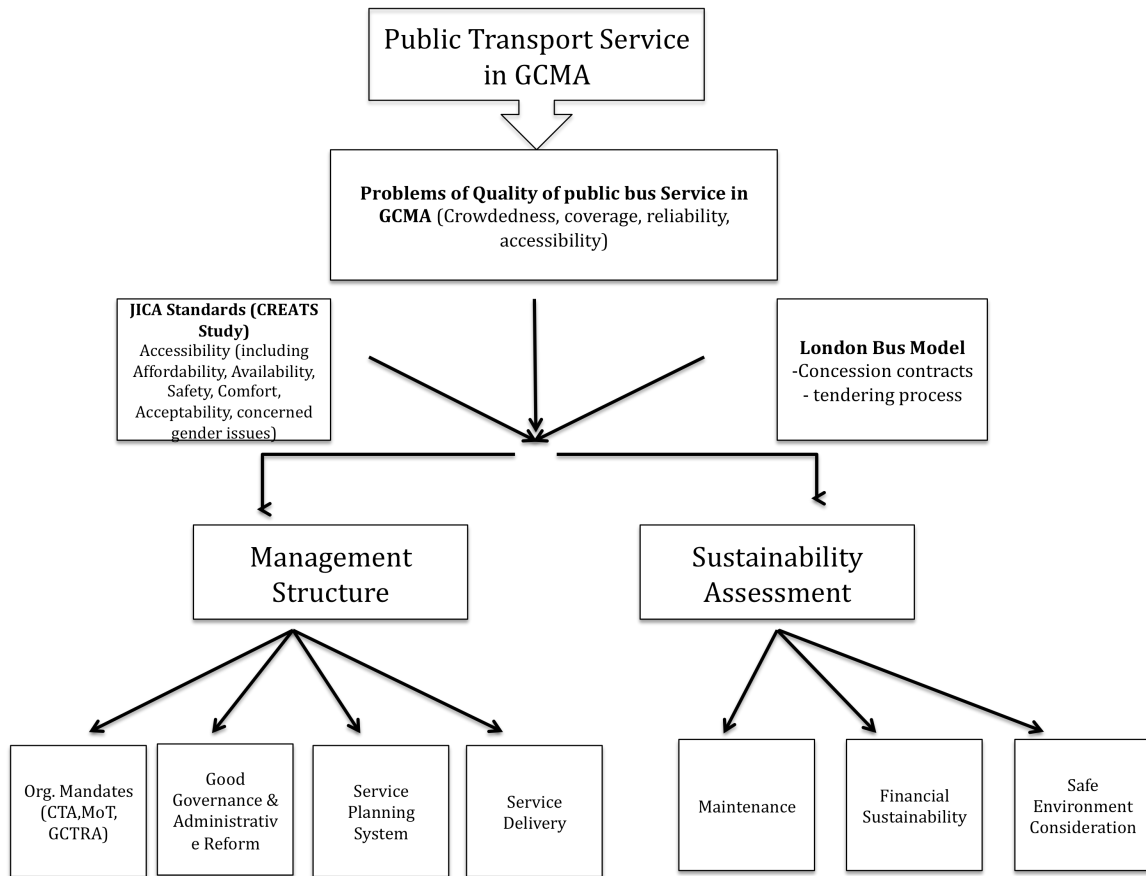 Public Transport Service
in GCMA
Problems of Quality of public bus Service in
GCMA (Crowdedness, coverage, reliability,
accessibility)
JICA Standards (CREATS
Study)
Accessibility (including
Affordability, Availability,
Safety, Comfort,
Acceptability, concerned
gender issues)
London Bus Model
-Concession contracts
- tendering process
Management
Structure
Sustainability
Assessment
Org. Mandates
(CTA,MoT,
GCTRA)
Good
Governance &
Administrativ
e Reform
Service
Planning
System
Service
Delivery
Maintenance
Financial
Sustainability
Safe
Environment
Consideration